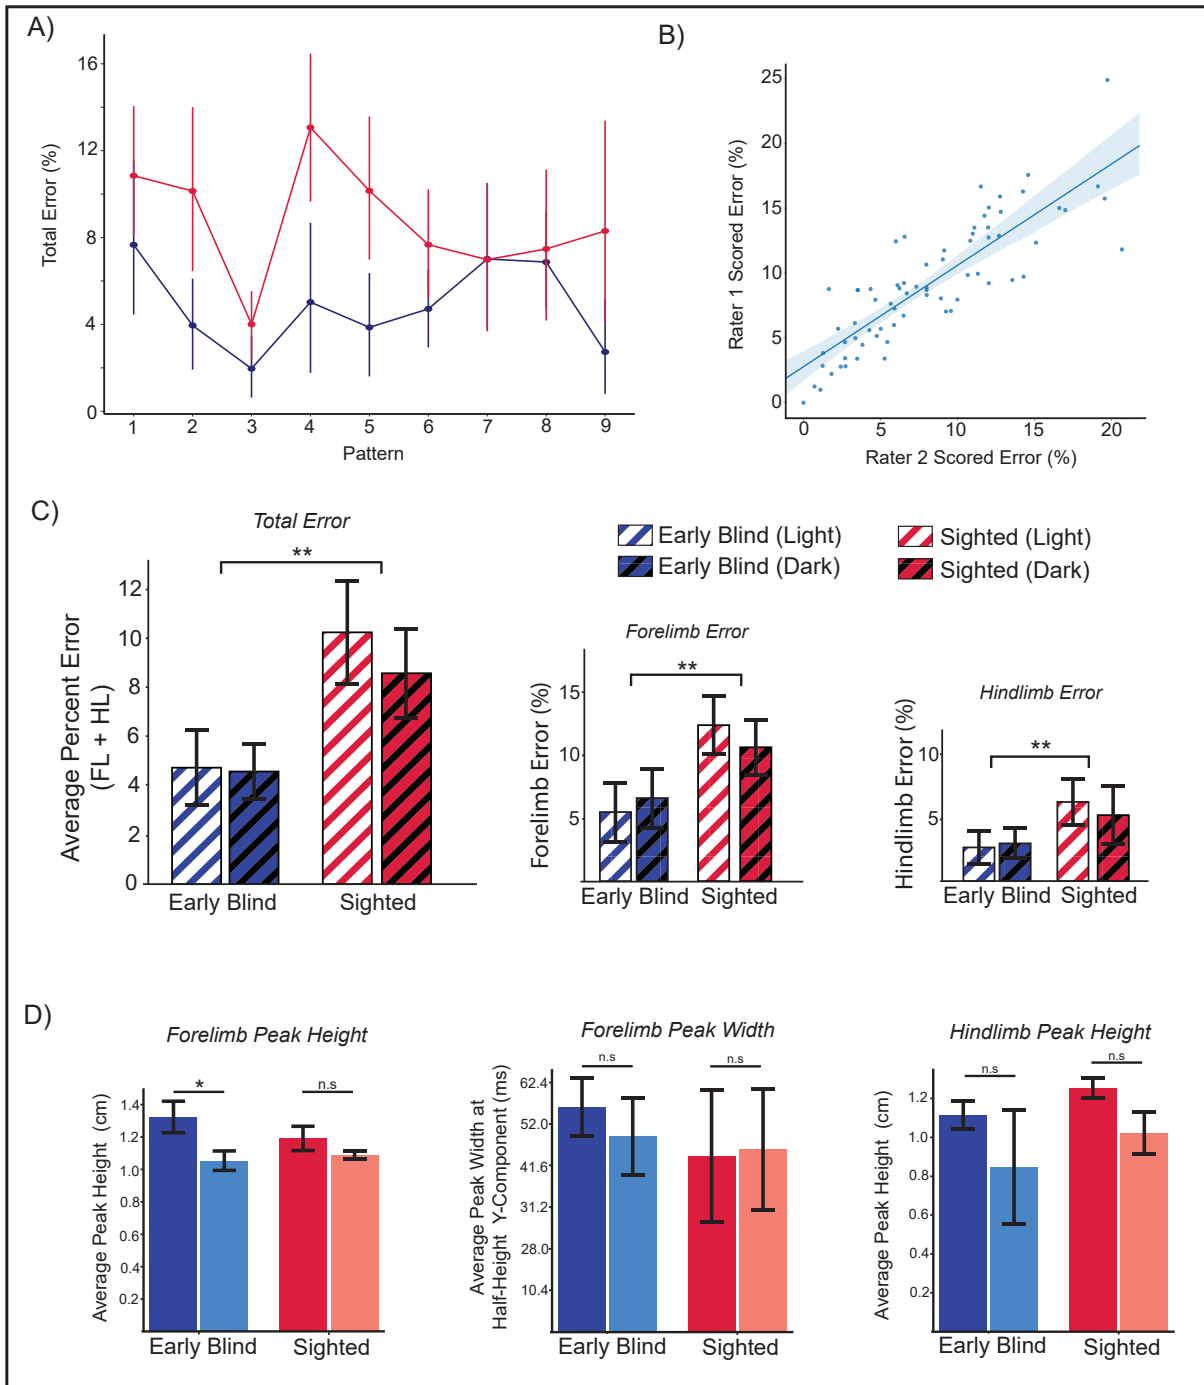 A)
16
12
8
4
0
Total Error (%)
1 2 3 4 5 6 7 8 9
Pattern
B)
25
20
15
10
5
0
Rater 1 Scored Error (%)
0 5 10 15 20
Rater 2 Scored Error (%)
C)
Total Error
**
12
10
8
6
4
2
0
Average Percent Error
(FL + HL)
Early Blind Sighted
Early Blind (Light)
Early Blind (Dark)
Sighted (Light)
Sighted (Dark)
Forelimb Error
**
15
10
5
Forelimb Error (%)
Early Blind Sighted
Hindlimb Error
**
10
5
Hindlimb Error (%)
Early Blind Sighted
D)
Forelimb Peak Height
* n.s
1.4
1.2
1.0
0.8
0.6
0.4
0.2
Average Peak Height (cm)
Early Blind Sighted
Forelimb Peak Width
n.s n.s
62.4
52.0
41.6
31.2
28.0
10.4
Average Peak Width at
Half-Height Y-Component (ms)
Early Blind Sighted
Hindlimb Peak Height
n.s n.s
1.2
1.0
0.8
0.6
0.4
0.2
Average Peak Height (cm)
Early Blind Sighted